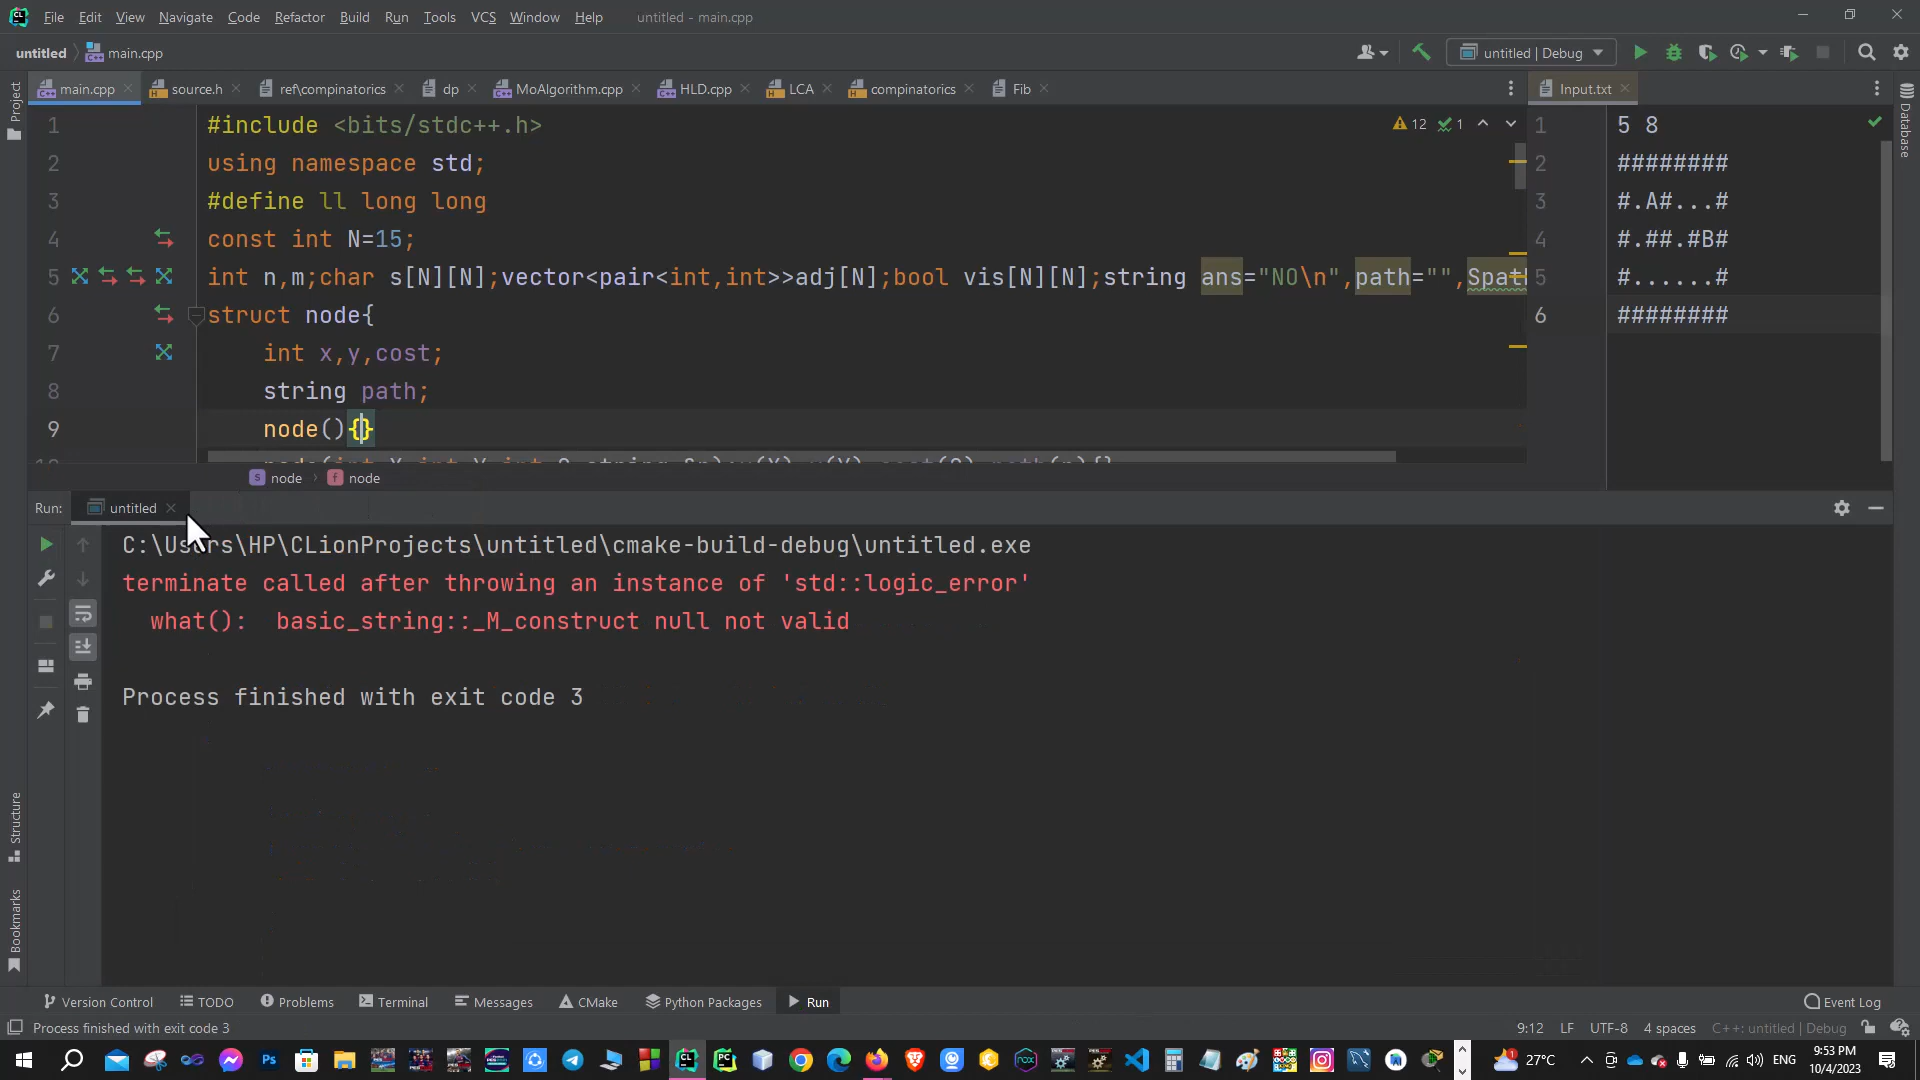 File Edit View Navigate Code Refactor Build Run Tools VCS Window Help untitled - main.cpp
untitled main.cpp untitled | Debug
main.cpp source.h ref\compinatorics dp MoAlgorithm.cpp HLD.cpp LCA compinatorics Fib Input.txt
Project
Database
12 1
1 #include <bits/stdc++.h>
2 using namespace std;
3 #define ll long long
4 const int N=15;
5 int n,m;char s[N][N];vector<pair<int,int>>adj[N];bool vis[N][N];string ans="NO\n",path="",Spath
6 struct node{
7 int x,y,cost;
8 string path;
9 node(){}
1 5 8
2 ########
3 #.A#...#
4 #.##.#B#
5 #......#
6 ########
node node
Run: untitled
C:\Users\HP\CLionProjects\untitled\cmake-build-debug\untitled.exe
terminate called after throwing an instance of 'std::logic_error'
what(): basic_string::_M_construct null not valid
Process finished with exit code 3
Structure
Bookmarks
Version Control TODO Problems Terminal Messages CMake Python Packages Run Event Log
Process finished with exit code 3 9:12 LF UTF-8 4 spaces C++: untitled | Debug
27°C ENG 9:53 PM
10/4/2023